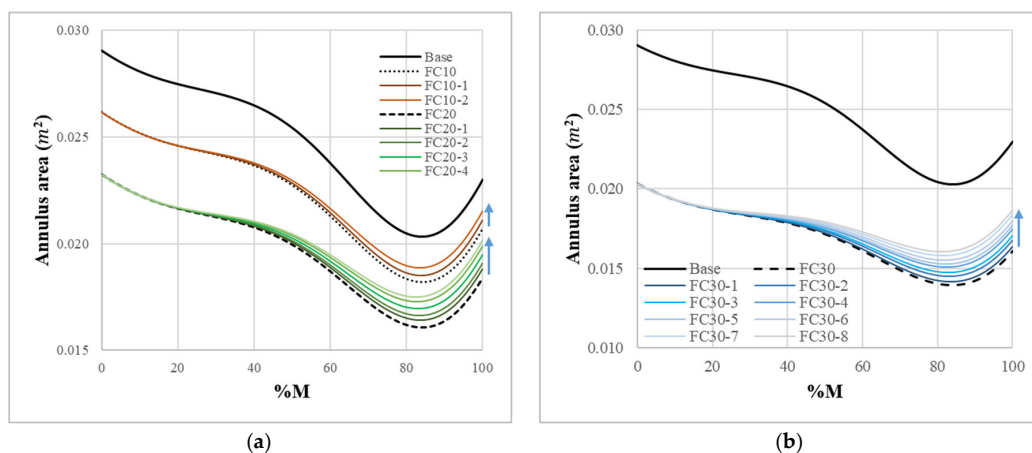 0.030
0.025
0.020
0.015
Annulus area (m²)
0
20
40
60
80
100
%M
Base
FC10
FC10-1
FC10-2
FC20
FC20-1
FC20-2
FC20-3
FC20-4
(a)
0.030
0.025
0.020
0.015
0.010
Annulus area (m²)
0
20
40
60
80
100
%M
Base FC30
FC30-1 FC30-2
FC30-3 FC30-4
FC30-5 FC30-6
FC30-7 FC30-8
(b)